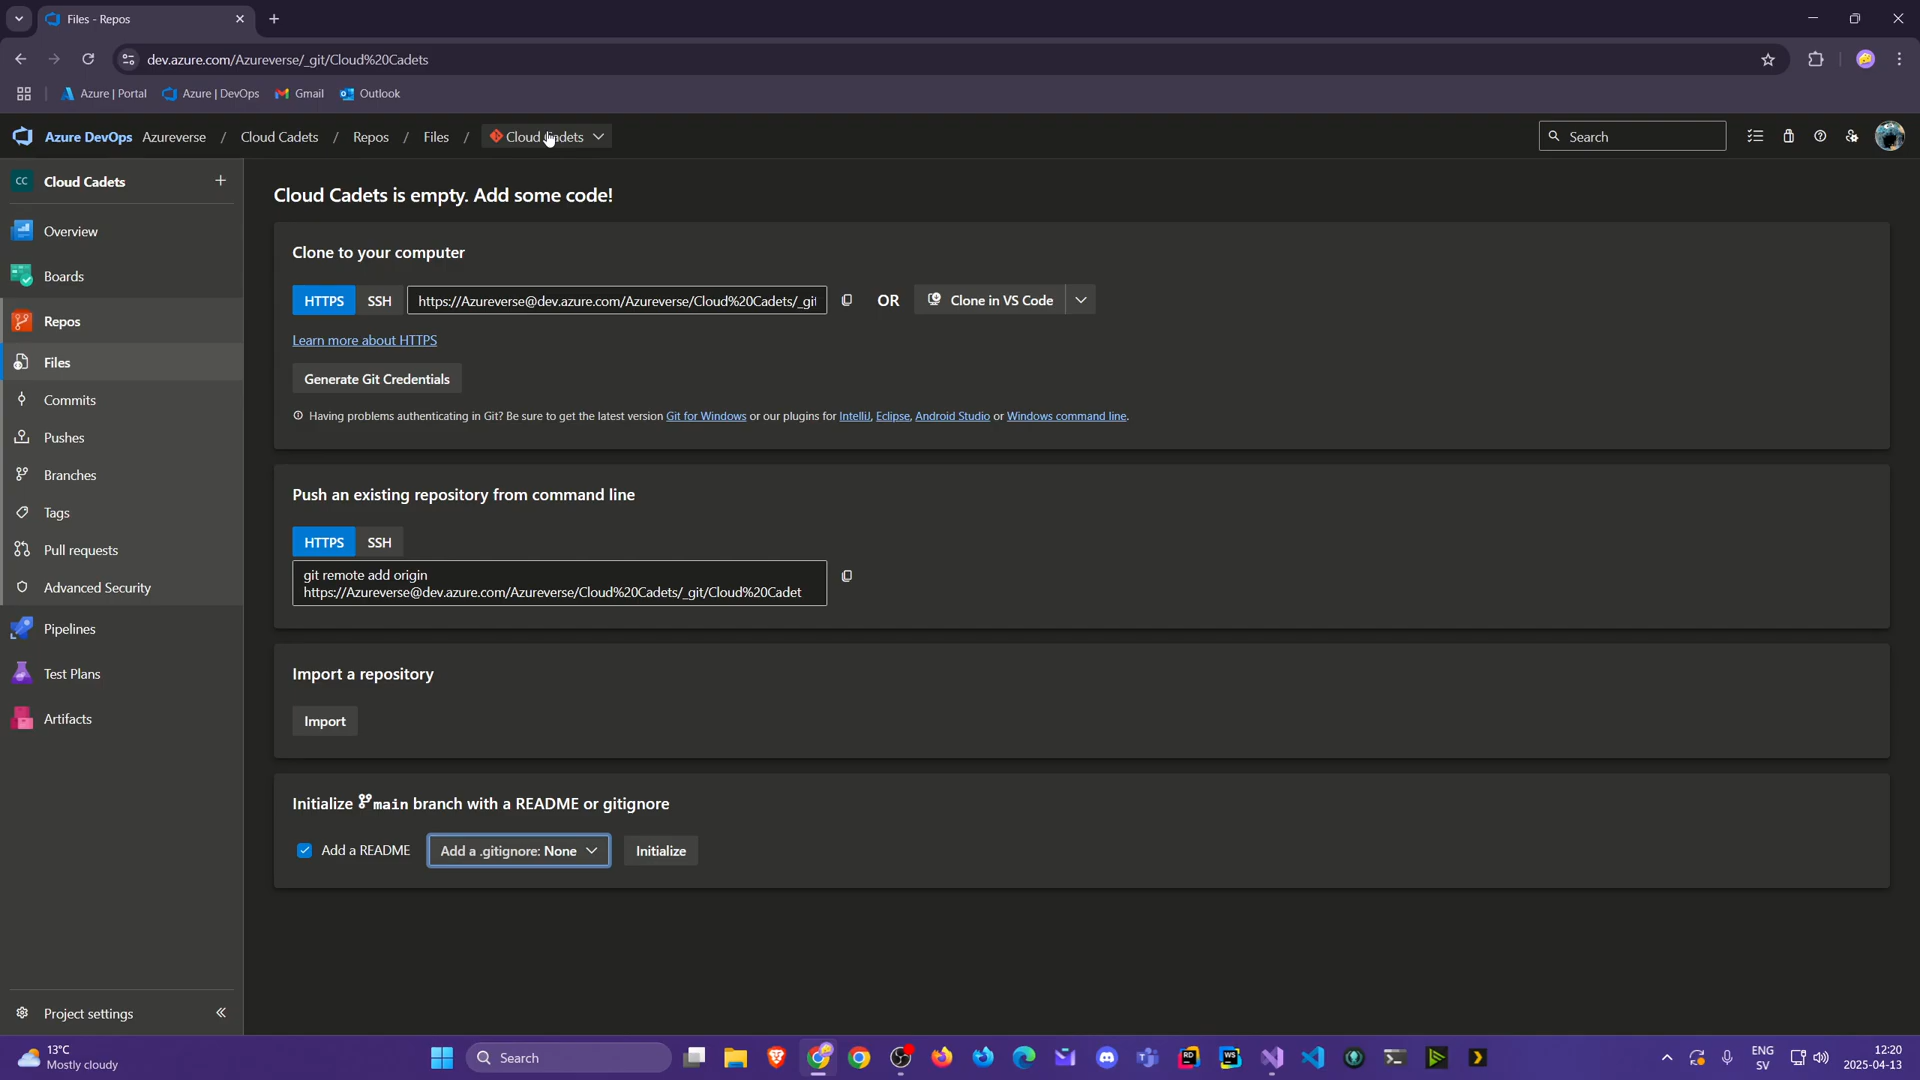 Files - Repos
dev.azure.com/Azureverse/_git/Cloud%20Cadets
Azure | Portal
Azure | DevOps
Gmail
Outlook
Azure DevOps
Azureverse / Cloud Cadets / Repos / Files / Cloud Cadets
Search
CC
Cloud Cadets
Overview
Boards
Repos
Files
Commits
Pushes
Branches
Tags
Pull requests
Advanced Security
Pipelines
Test Plans
Artifacts
Project settings
Cloud Cadets is empty. Add some code!
Clone to your computer
HTTPS
SSH
https://Azureverse@dev.azure.com/Azureverse/Cloud%20Cadets/_git
OR
Clone in VS Code
Learn more about HTTPS
Generate Git Credentials
Having problems authenticating in Git? Be sure to get the latest version Git for Windows or our plugins for IntelliJ, Eclipse, Android Studio or Windows command line.
Push an existing repository from command line
HTTPS
SSH
git remote add origin
https://Azureverse@dev.azure.com/Azureverse/Cloud%20Cadets/_git/Cloud%20Cadet
Import a repository
Import
Initialize main branch with a README or gitignore
Add a README
Add a .gitignore: None
Initialize
13°C
Mostly cloudy
Search
RD
WS
ENG
SV
12:20
2025-04-13